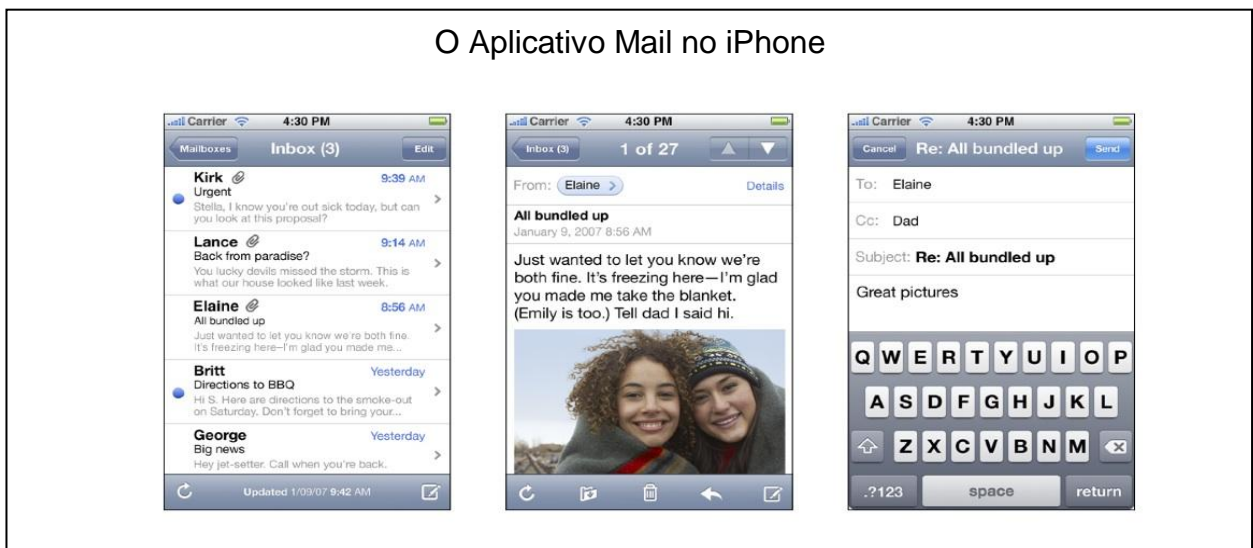 O Aplicativo Mail no iPhone
Carrier 4:30 PM
Mailboxes Inbox (3) Edit
Kirk 9:39 AM
Urgent
Stella, I know you're out sick today, but can
you look at this proposal?
Lance 9:14 AM
Back from paradise?
You lucky devils missed the storm. This is
what our house looked like last week.
Elaine 8:56 AM
All bundled up
Just wanted to let you know we're both fine.
It's freezing here—I'm glad you made me...
Britt Yesterday
Directions to BBQ
Hi S. Here are directions to the smoke-out
on Saturday. Don't forget to bring your...
George Yesterday
Big news
Hey jet-setter. Call when you're back.
Updated 1/09/07 9:42 AM
Carrier 4:30 PM
Inbox (3) 1 of 27
From: Elaine Details
All bundled up
January 9, 2007 8:56 AM
Just wanted to let you know we're
both fine. It's freezing here—I'm glad
you made me take the blanket.
(Emily is too.) Tell dad I said hi.
Carrier 4:30 PM
Cancel Re: All bundled up Send
To: Elaine
Cc: Dad
Subject: Re: All bundled up
Great pictures
Q W E R T Y U I O P
A S D F G H J K L
Z X C V B N M
.?123 space return